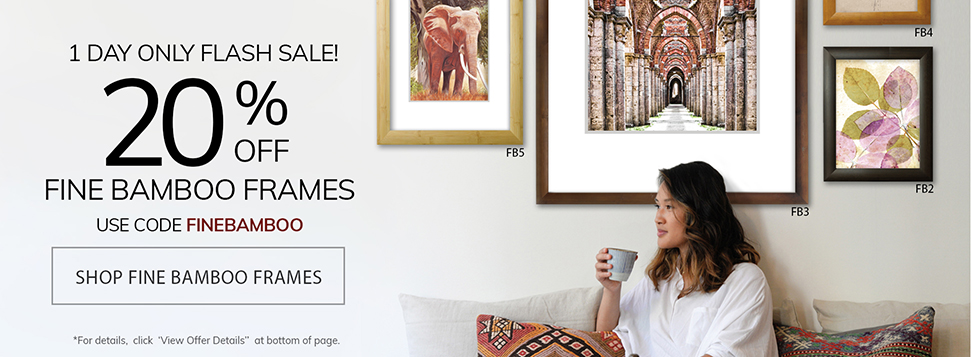 1 DAY ONLY FLASH SALE!
20% OFF
FINE BAMBOO FRAMES
USE CODE FINEBAMBOO
SHOP FINE BAMBOO FRAMES
*For details, click 'View Offer Details" at bottom of page.
FB5
FB3
FB4
FB2